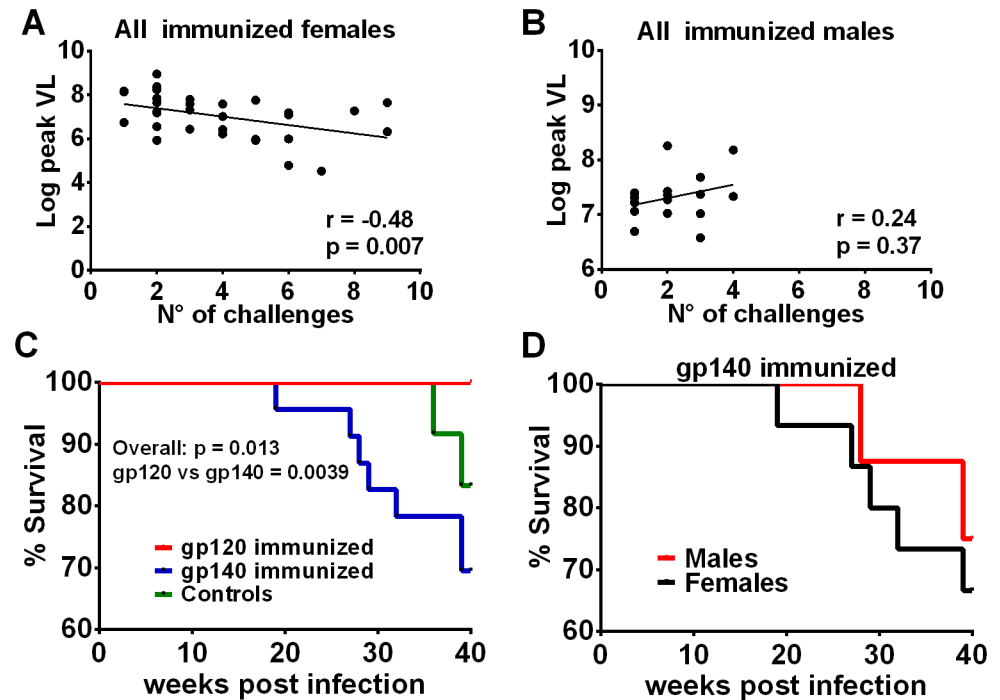 A
All immunized females
Log peak VL
10
8
6
4
2
0
r = -0.48
p = 0.007
0 2 4 6 8 10
N° of challenges
B
All immunized males
Log peak VL
10
9
8
7
6
r = 0.24
p = 0.37
0 2 4 6 8 10
N° of challenges
C
% Survival
100
90
80
70
60
Overall: p = 0.013
gp120 vs gp140 = 0.0039
gp120 immunized
gp140 immunized
Controls
0 10 20 30 40
weeks post infection
D
gp140 immunized
% Survival
100
90
80
70
60
Males
Females
0 10 20 30 40
weeks post infection